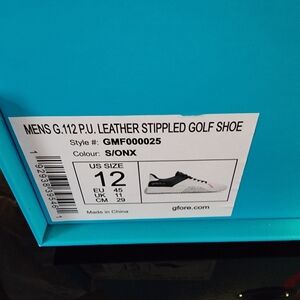 MENS G.112 P.U. LEATHER STIPPLED GOLF SHOE
Style #: GMF000025
Colour: S/ONX
US SIZE
12
EU 45
UK 11
CM 29
Made in China
gfore.com